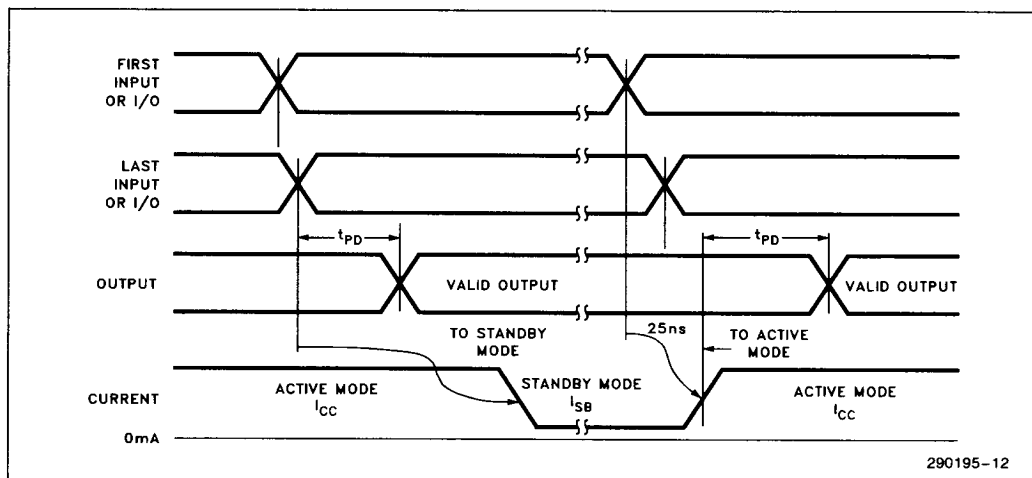 FIRST
INPUT
OR I/O
LAST
INPUT
OR I/O
tPD
tPD
OUTPUT
VALID OUTPUT
VALID OUTPUT
TO STANDBY
MODE
25ns
TO ACTIVE
MODE
CURRENT
ACTIVE MODE
ICC
STANDBY MODE
ISB
ACTIVE MODE
ICC
0mA
290195-12